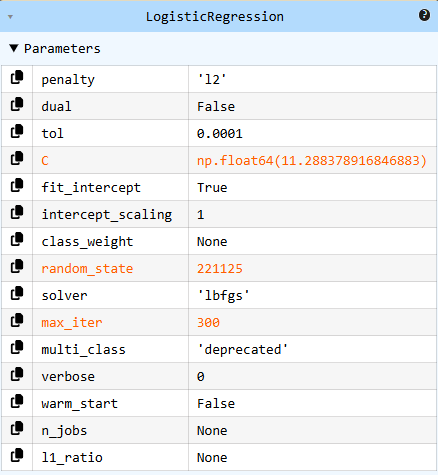 LogisticRegression
Parameters
penalty 'l2'
dual False
tol 0.0001
C np.float64(11.288378916846883)
fit_intercept True
intercept_scaling 1
class_weight None
random_state 221125
solver 'lbfgs'
max_iter 300
multi_class 'deprecated'
verbose 0
warm_start False
n_jobs None
l1_ratio None